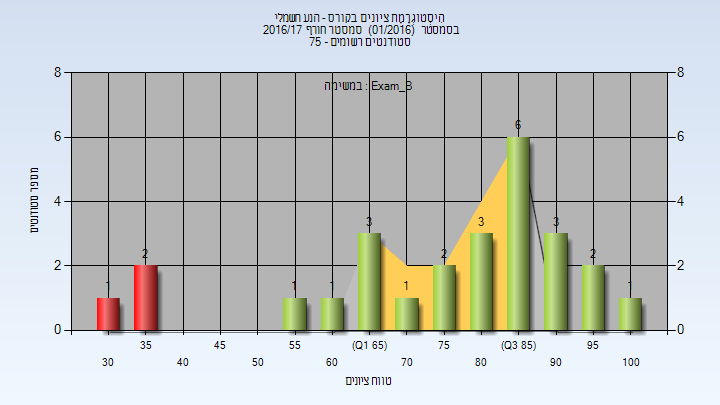 הִיסְטוגְרָמַת ציונים בקורס - הנע חשמלי
בסמסטר (01/2016) סמסטר חורף 2016/17
סטודנטים רשומים - 75
במשימה : Exam_B
8 8
6 6
4 4
2 2
0 0
מספר סטודנטים
1 2 1 1 3 1 2 3 6 3 2 1
35 45 55 (Q1 65) 75 (Q3 85) 95
30 40 50 60 70 80 90 100
טווח ציונים